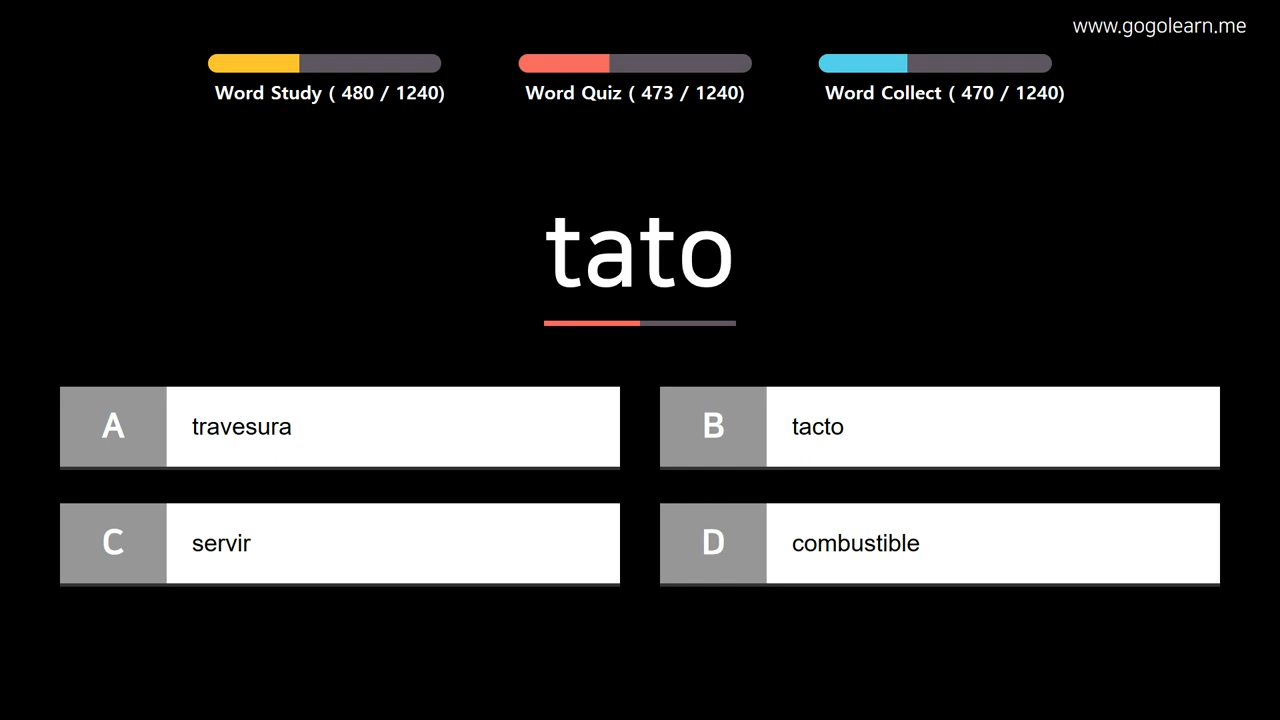 www.gogolearn.me
Word Study ( 480 / 1240)
Word Quiz ( 473 / 1240)
Word Collect ( 470 / 1240)
tato
A travesura
B tacto
C servir
D combustible